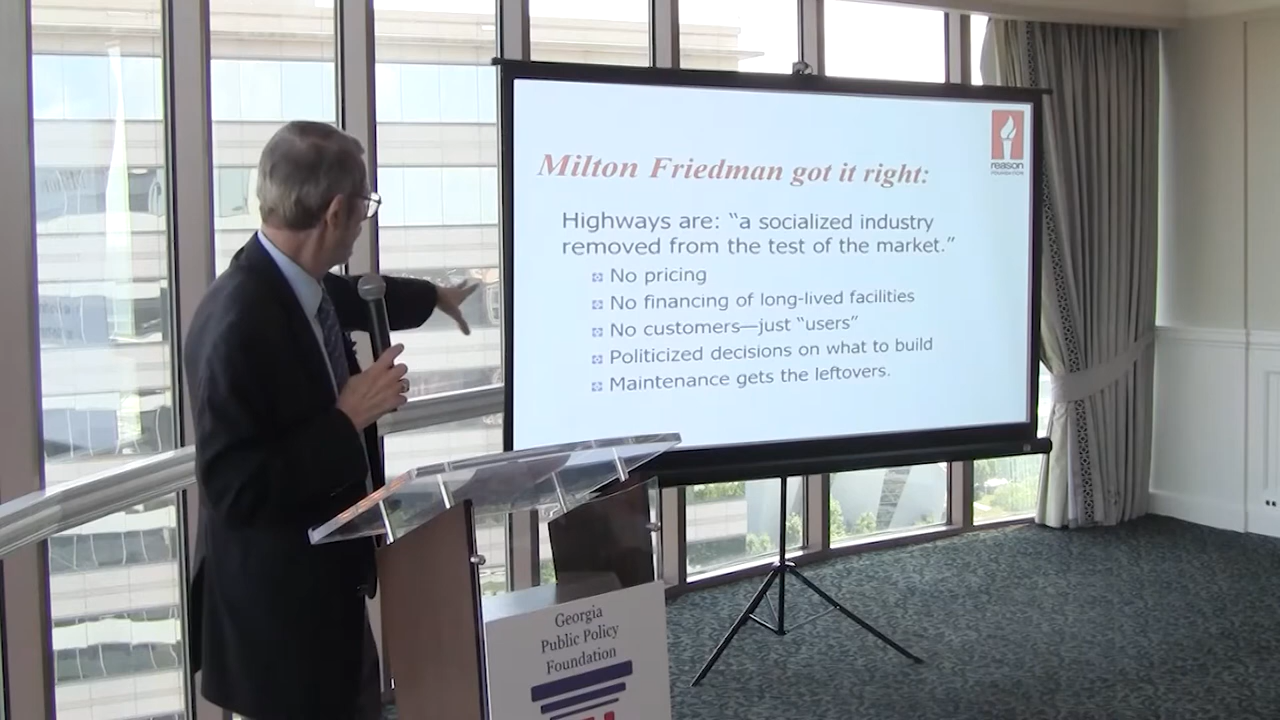 reason
FOUNDATION
Milton Friedman got it right:
Highways are: “a socialized industry
removed from the test of the market.”
No pricing
No financing of long-lived facilities
No customers—just “users”
Politicized decisions on what to build
Maintenance gets the leftovers.
Georgia
Public Policy
Foundation